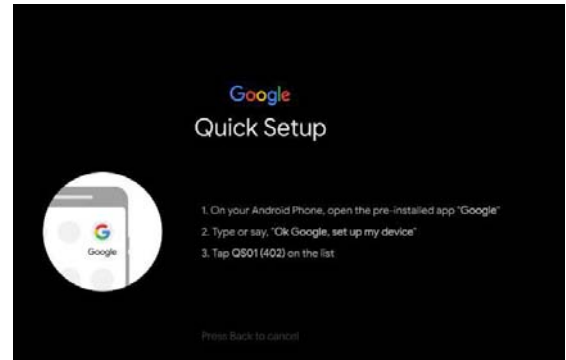 Google
Quick Setup
1. On your Android Phone, open the pre-installed app "Google"
2. Type or say, "Ok Google, set up my device"
3. Tap QS01 (402) on the list
G
Google
Press Back to cancel